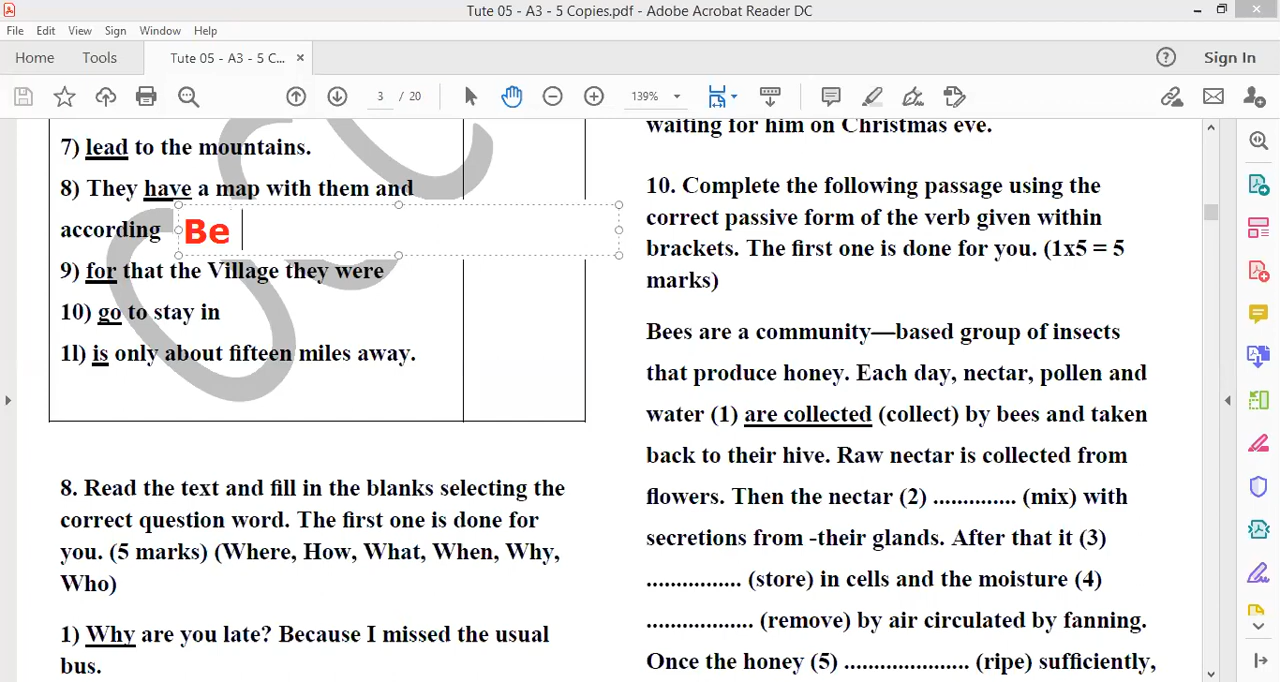 Tute 05 - A3 - 5 Copies.pdf - Adobe Acrobat Reader DC
File Edit View Sign Window Help
Home Tools Tute 05 - A3 - 5 C... × Sign In
3 / 20 139%
7) lead to the mountains.
8) They have a map with them and
according Be
9) for that the Village they were
10) go to stay in
1l) is only about fifteen miles away.
8. Read the text and fill in the blanks selecting the
correct question word. The first one is done for
you. (5 marks) (Where, How, What, When, Why,
Who)
1) Why are you late? Because I missed the usual
bus.
waiting for him on Christmas eve.
10. Complete the following passage using the
correct passive form of the verb given within
brackets. The first one is done for you. (1x5 = 5
marks)
Bees are a community—based group of insects
that produce honey. Each day, nectar, pollen and
water (1) are collected (collect) by bees and taken
back to their hive. Raw nectar is collected from
flowers. Then the nectar (2) .............. (mix) with
secretions from -their glands. After that it (3)
................ (store) in cells and the moisture (4)
.................. (remove) by air circulated by fanning.
Once the honey (5) ..................... (ripe) sufficiently,